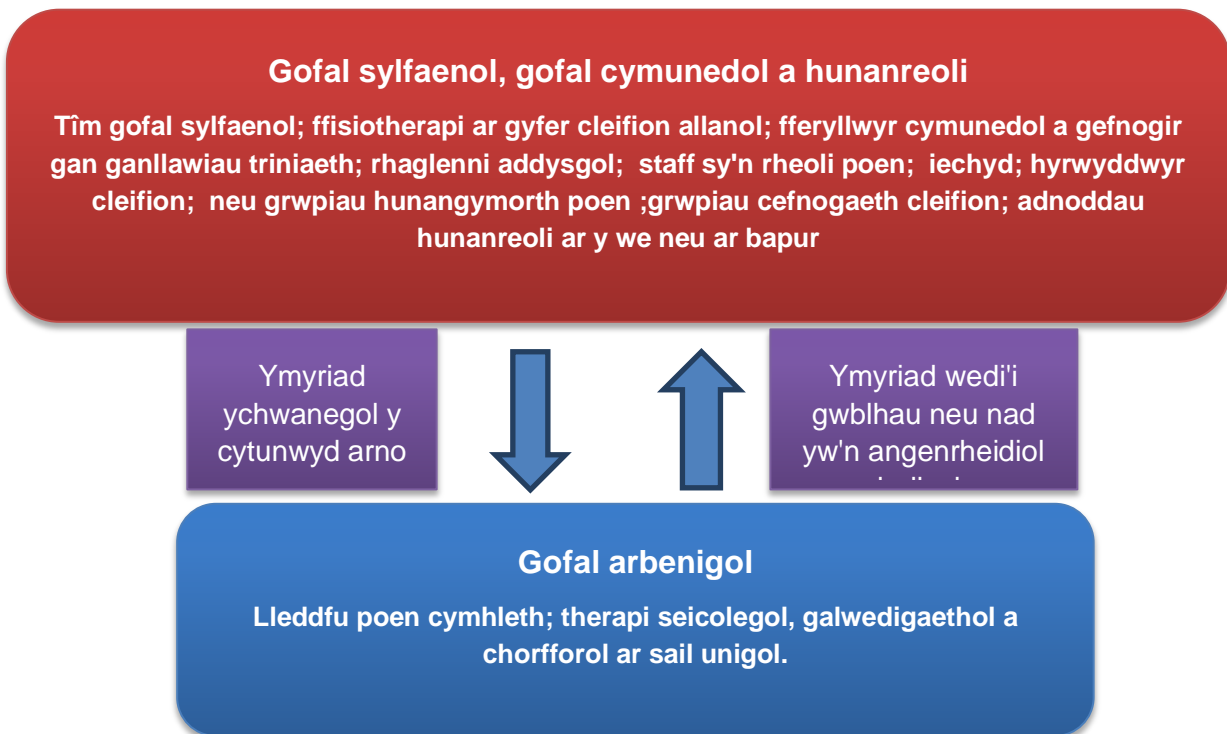 Gofal sylfaenol, gofal cymunedol a hunanreoli
Tîm gofal sylfaenol; ffisiotherapi ar gyfer cleifion allanol; fferyllwyr cymunedol a gefnogir
gan ganllawiau triniaeth; rhaglenni addysgol; staff sy'n rheoli poen; iechyd; hyrwyddwyr
cleifion; neu grwpiau hunangymorth poen ;grwpiau cefnogaeth cleifion; adnoddau
hunanreoli ar y we neu ar bapur
Ymyriad
ychwanegol y
cytunwyd arno
Ymyriad wedi'i
gwblhau neu nad
yw'n angenrheidiol
Gofal arbenigol
Lleddfu poen cymhleth; therapi seicolegol, galwedigaethol a
chorfforol ar sail unigol.